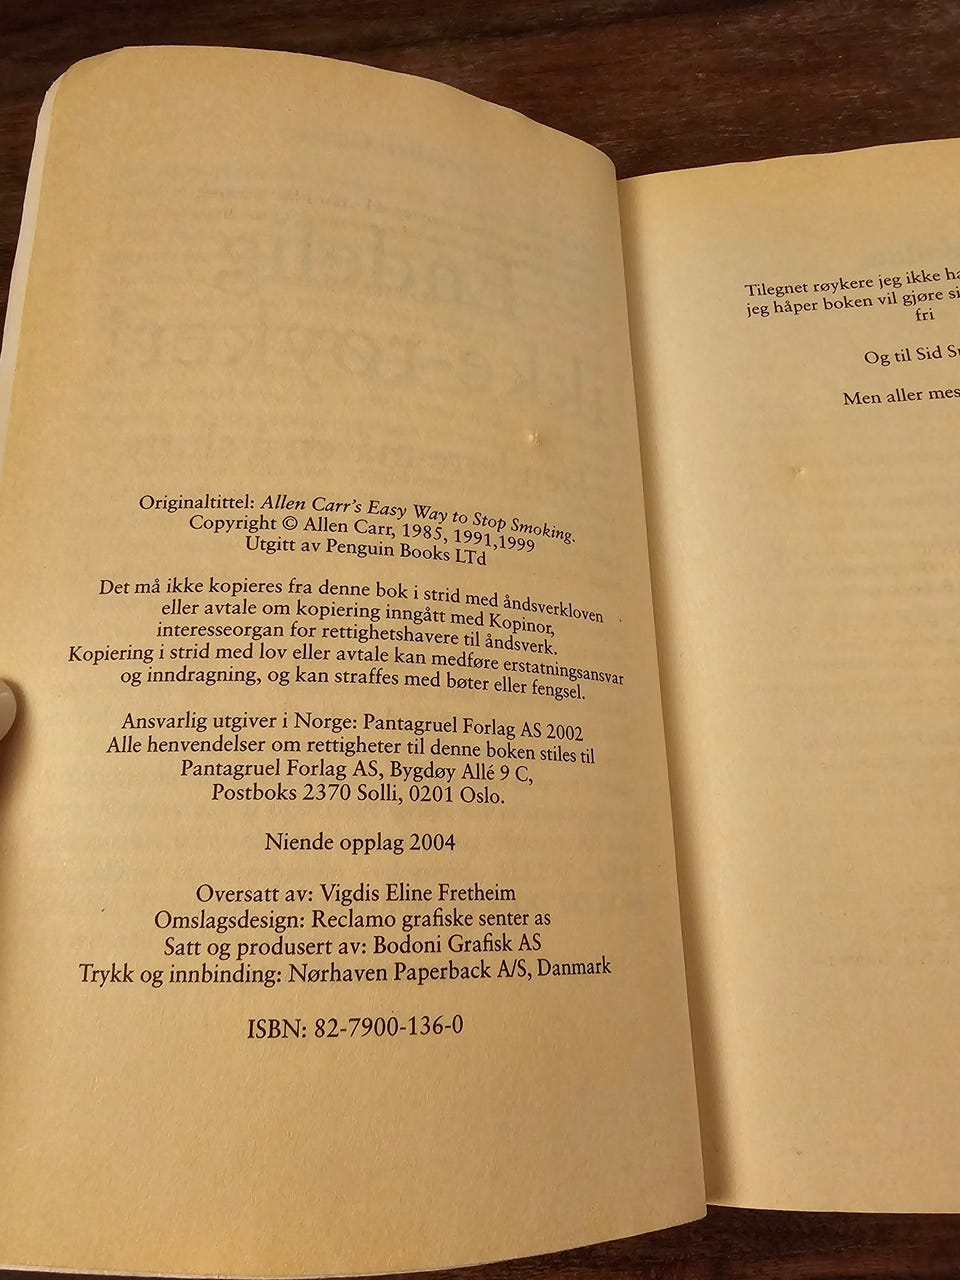 Originaltittel: Allen Carr's Easy Way to Stop Smoking.
Copyright © Allen Carr, 1985, 1991,1999
Utgitt av Penguin Books LTd
Det må ikke kopieres fra denne bok i strid med åndsverkloven
eller avtale om kopiering inngått med Kopinor,
interesseorgan for rettighetshavere til åndsverk.
Kopiering i strid med lov eller avtale kan medføre erstatningsansvar
og inndragning, og kan straffes med bøter eller fengsel.
Ansvarlig utgiver i Norge: Pantagruel Forlag AS 2002
Alle henvendelser om rettigheter til denne boken stiles til
Pantagruel Forlag AS, Bygdøy Allé 9 C,
Postboks 2370 Solli, 0201 Oslo.
Niende opplag 2004
Oversatt av: Vigdis Eline Fretheim
Omslagsdesign: Reclamo grafiske senter as
Satt og produsert av: Bodoni Grafisk AS
Trykk og innbinding: Nørhaven Paperback A/S, Danmark
ISBN: 82-7900-136-0
Tilegnet røykere jeg ikke
jeg håper boken vil gjøre
fri
Og til Sid
Men aller